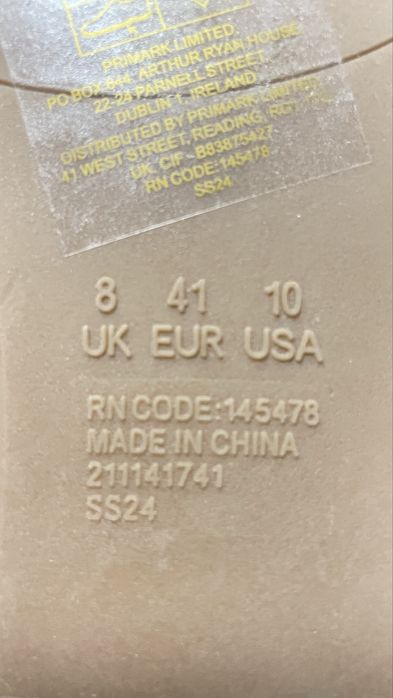 PRIMARK LIMITED,
PO BOX 644, ARTHUR RYAN HOUSE
22-24 PARNELL STREET
DUBLIN 1, IRELAND
DISTRIBUTED BY PRIMARK LIMITED
41 WEST STREET, READING,
UK, CIF - B83875427
RN CODE:145478
SS24
8 41 10
UK EUR USA
RN CODE:145478
MADE IN CHINA
211141741
SS24